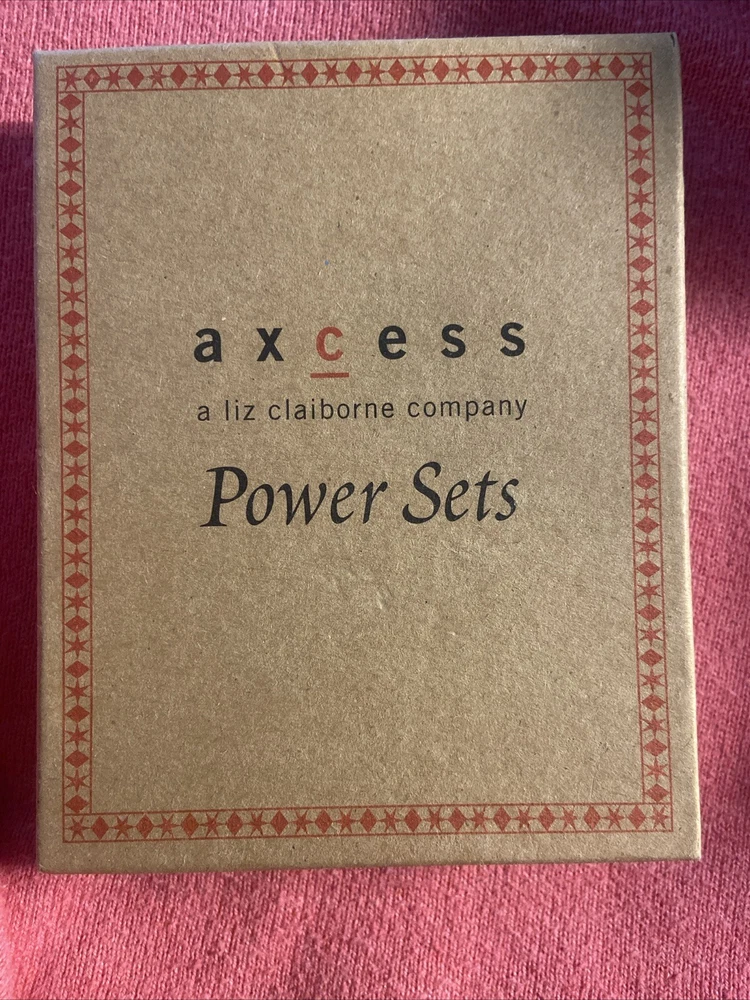 axcess
a liz claiborne company
Power Sets